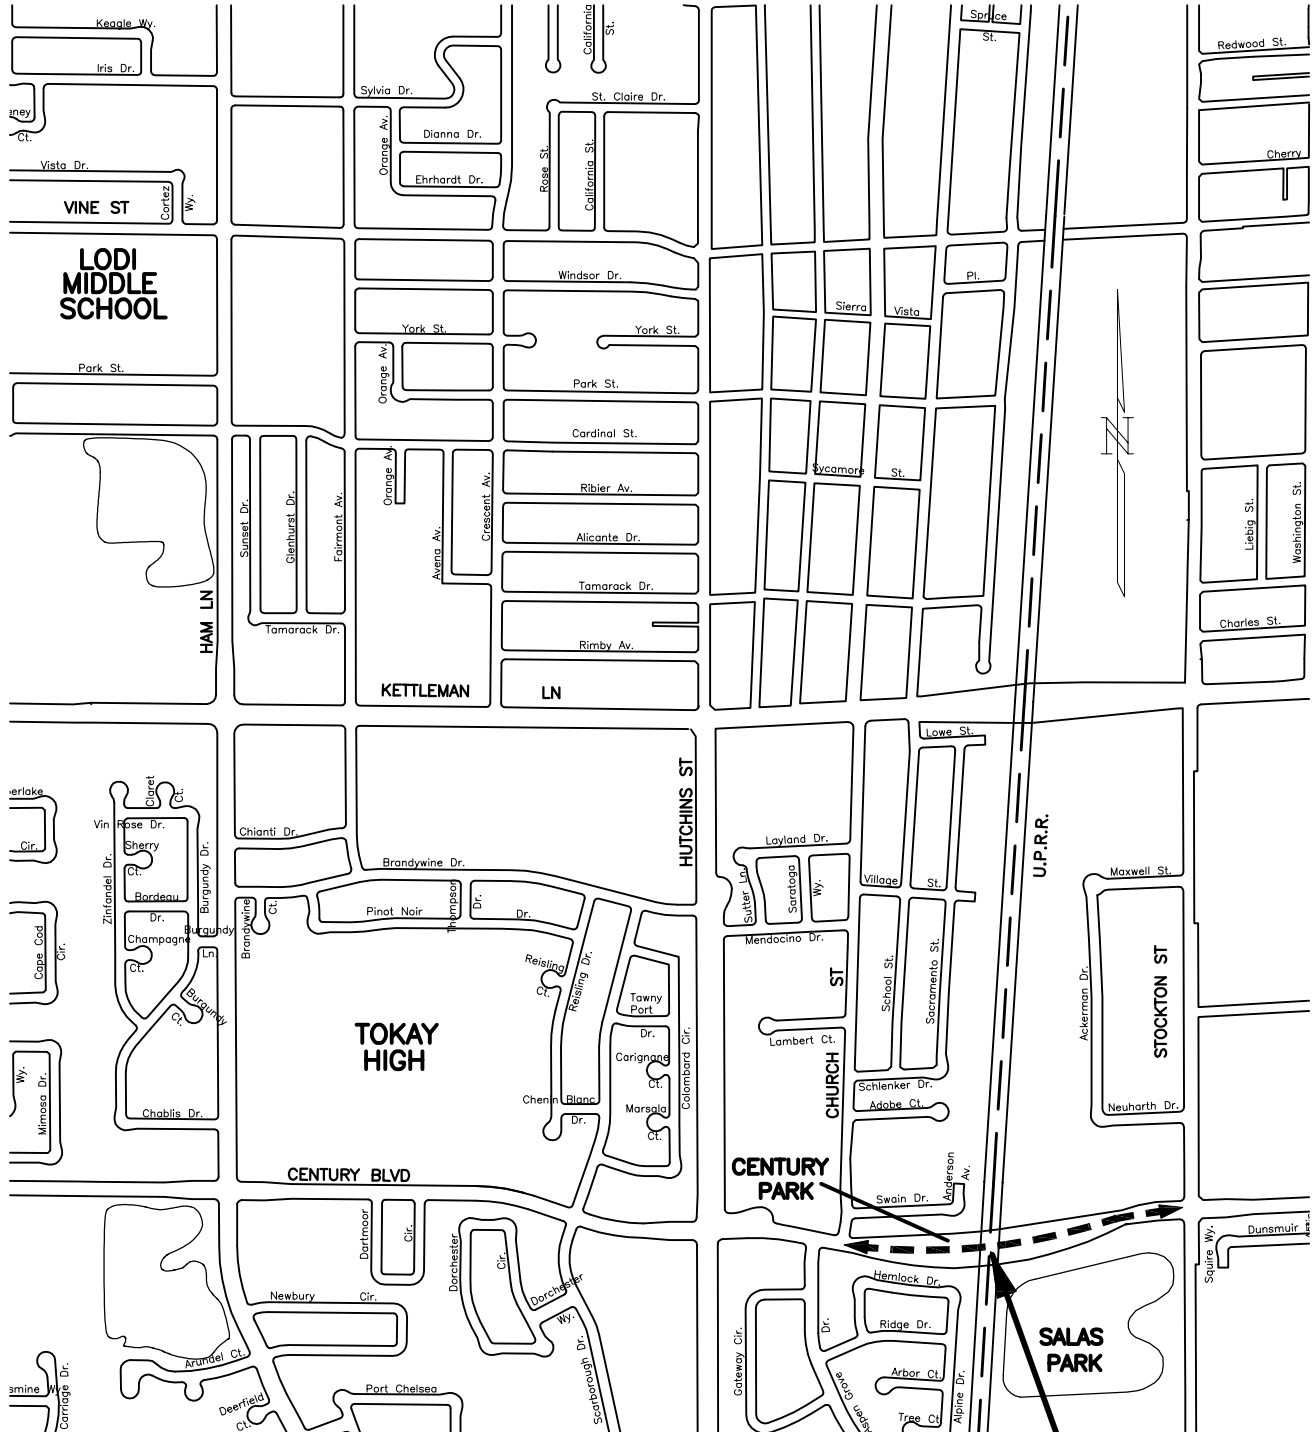 Keagle Wy.
Iris Dr.
Sylvia Dr.
California
St.
Spruce
St.
Redwood St.
St. Claire Dr.
Orange Av.
Dianna Dr.
Ehrhardt Dr.
Rose St.
California St.
Ct.
Vista Dr.
Cortez
Wy.
Cherry
VINE ST
LODI
MIDDLE
SCHOOL
Windsor Dr.
Pl.
Sierra
Vista
York St.
York St.
Orange Av.
Park St.
Park St.
Cardinal St.
N
Orange Av.
Sycamore
St.
Ribier Av.
Sunset Dr.
Glenhurst Dr.
Fairmont Av.
Avena Av.
Crescent Av.
Alicante Dr.
Liebig St.
Washington St.
Tamarack Dr.
HAM LN
Tamarack Dr.
Rimby Av.
Charles St.
KETTLEMAN
LN
Lowe St.
HUTCHINS ST
U.P.R.R.
Claret
Ct.
Cir.
Vin Rose Dr.
Sherry
Ct.
Chianti Dr.
Zinfandel Dr.
Burgundy Dr.
Bordeau
Dr.
Brandywine Dr.
Layland Dr.
Sutter Ln.
Saratoga
Wy.
Village
St.
Maxwell St.
Pinot Noir
Thompson
Dr.
Dr.
Brandywine
Ct.
Champagne
Ct.
Burgundy
Ln.
Burgundy
Ct.
Cape Cod
Cir.
Mendocino Dr.
Reisling
Ct.
Reisling Dr.
Tawny
Port
Dr.
School St.
Sacramento St.
Ackerman Dr.
STOCKTON ST
TOKAY
HIGH
Lambert Ct.
CHURCH
ST
Carignane
Ct.
Colombard Cir.
Wy.
Mimosa Dr.
Chenin Blanc
Dr.
Marsala
Ct.
Schlenker Dr.
Adobe Ct.
Neuharth Dr.
Chablis Dr.
CENTURY BLVD
CENTURY
PARK
Anderson
Av.
Swain Dr.
Dartmoor
Cir.
Dorchester
Cir.
Dorchester
Wy.
Squire Wy.
Dunsmuir
Newbury
Cir.
Hemlock Dr.
Ridge Dr.
Dr.
Gateway Cir.
SALAS
PARK
Arundel Ct.
Scarborough Dr.
Aspen Grove
Arbor Ct.
Alpine Dr.
Tree Ct
Carriage Dr.
Deerfield
Ct.
Port Chelsea